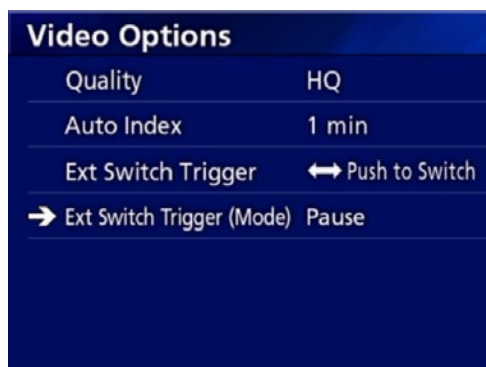 Video Options
Quality HQ
Auto Index 1 min
Ext Switch Trigger ↔ Push to Switch
→ Ext Switch Trigger (Mode) Pause